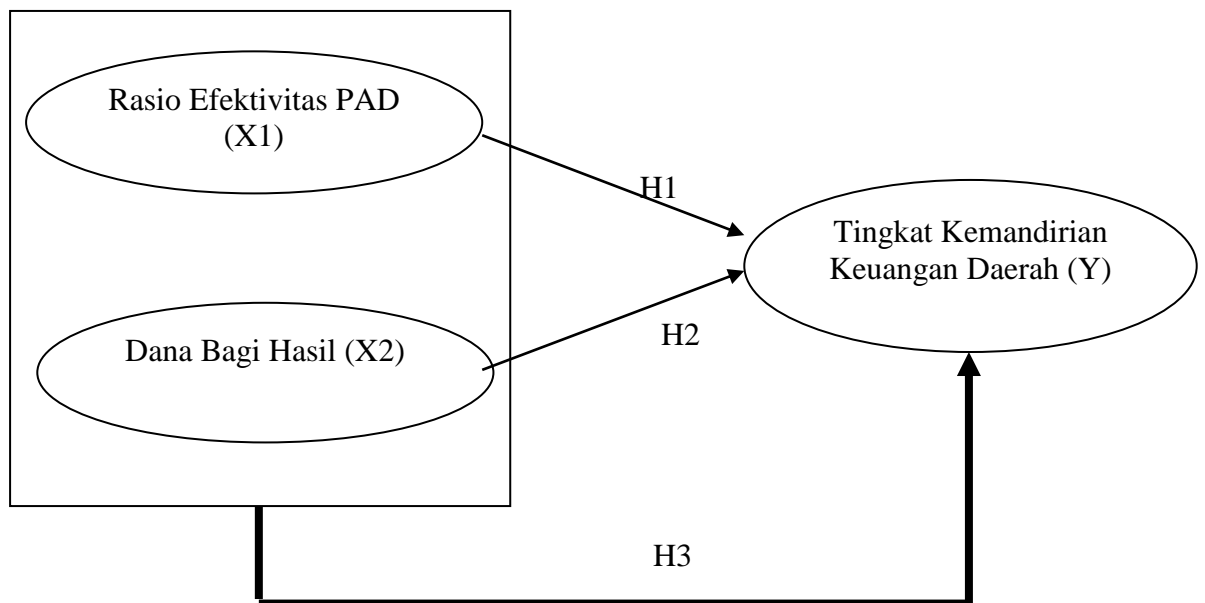 Rasio Efektivitas PAD
(X1)
H1
Tingkat Kemandirian
Keuangan Daerah (Y)
Dana Bagi Hasil (X2)
H2
H3